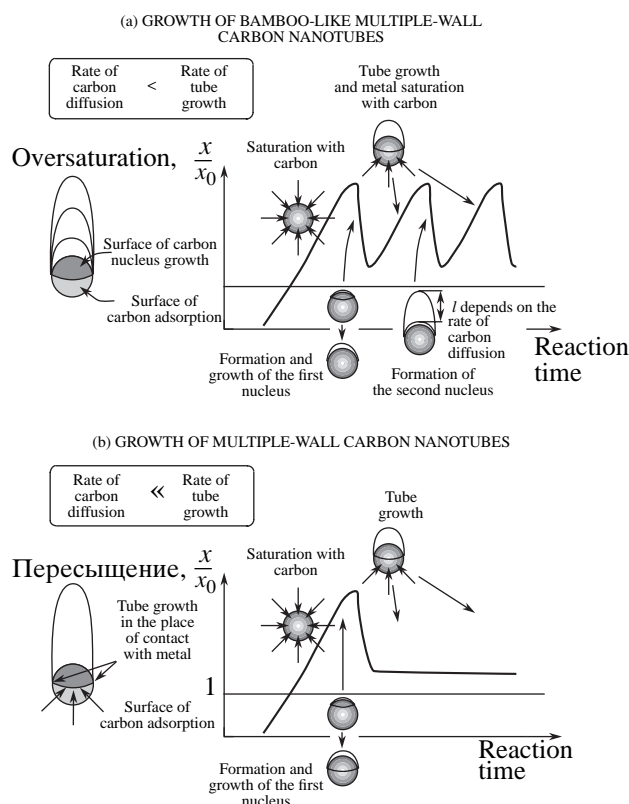 (a) GROWTH OF BAMBOO-LIKE MULTIPLE-WALL
CARBON NANOTUBES
Rate of
carbon
diffusion
<
Rate of
tube
growth
Tube growth
and metal saturation
with carbon
Oversaturation, x/x0
Saturation with
carbon
Surface of carbon
nucleus growth
Surface of
carbon adsorption
l depends on the
rate of
carbon
diffusion
Formation and
growth of the first
nucleus
Formation of
the second nucleus
Reaction
time
(b) GROWTH OF MULTIPLE-WALL CARBON NANOTUBES
Rate of
carbon
diffusion
«
Rate of
tube
growth
Tube
growth
Пересыщение, x/x0
Saturation with
carbon
Tube growth
in the place
of contact
with metal
1
Surface of
carbon adsorption
Formation and
growth of the first
nucleus
Reaction
time